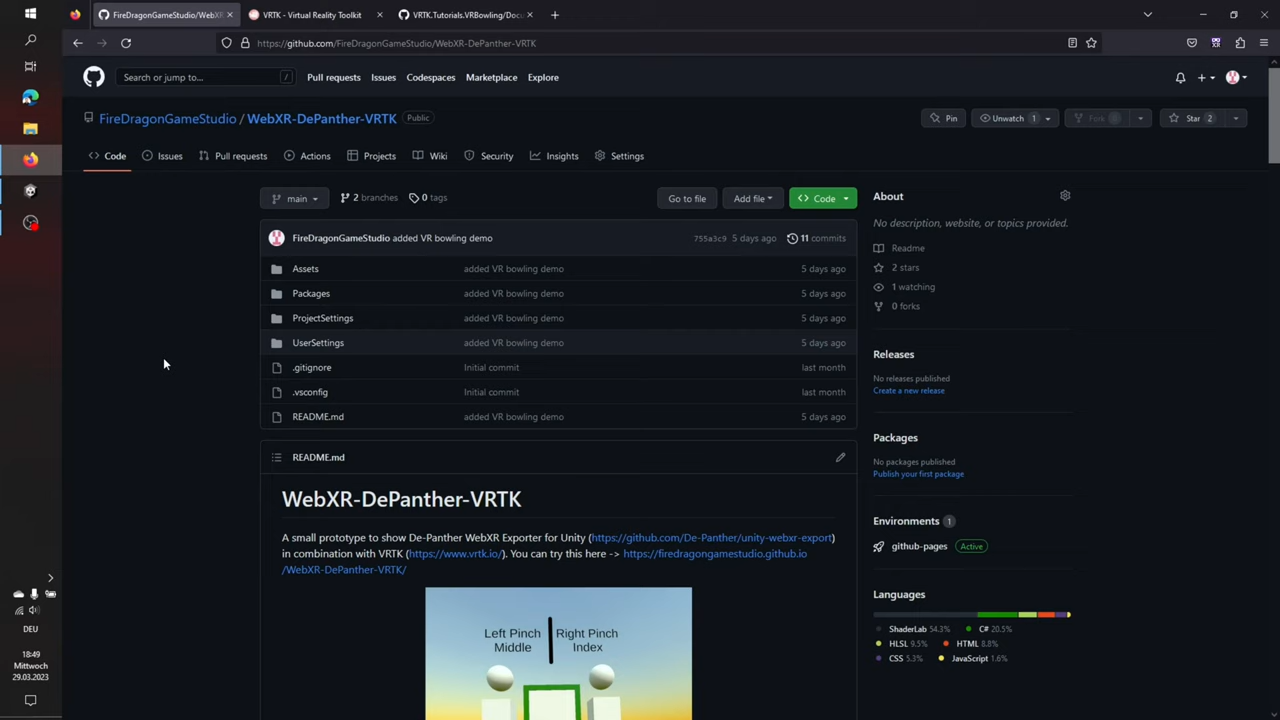 FireDragonGameStudio/WebXR
VRTK - Virtual Reality Toolkit
VRTK.Tutorials.VRBowling/Docu
https://github.com/FireDragonGameStudio/WebXR-DePanther-VRTK
Search or jump to...
/
Pull requests
Issues
Codespaces
Marketplace
Explore
FireDragonGameStudio / WebXR-DePanther-VRTK
Public
Pin
Unwatch 1
Fork 0
Star 2
Code
Issues
Pull requests
Actions
Projects
Wiki
Security
Insights
Settings
main
2 branches
0 tags
Go to file
Add file
Code
FireDragonGameStudio added VR bowling demo
755a3c9 5 days ago
11 commits
Assets added VR bowling demo 5 days ago
Packages added VR bowling demo 5 days ago
ProjectSettings added VR bowling demo 5 days ago
UserSettings added VR bowling demo 5 days ago
.gitignore Initial commit last month
.vsconfig Initial commit last month
README.md added VR bowling demo 5 days ago
README.md
WebXR-DePanther-VRTK
A small prototype to show De-Panther WebXR Exporter for Unity (https://github.com/De-Panther/unity-webxr-export)
in combination with VRTK (https://www.vrtk.io/). You can try this here -> https://firedragongamestudio.github.io
/WebXR-DePanther-VRTK/
Left Pinch
Middle
Right Pinch
Index
About
No description, website, or topics provided.
Readme
2 stars
1 watching
0 forks
Releases
No releases published
Create a new release
Packages
No packages published
Publish your first package
Environments 1
github-pages Active
Languages
ShaderLab 54.3%
C# 20.5%
HLSL 9.5%
HTML 8.8%
CSS 5.3%
JavaScript 1.6%
DEU
18:49
Mittwoch
29.03.2023